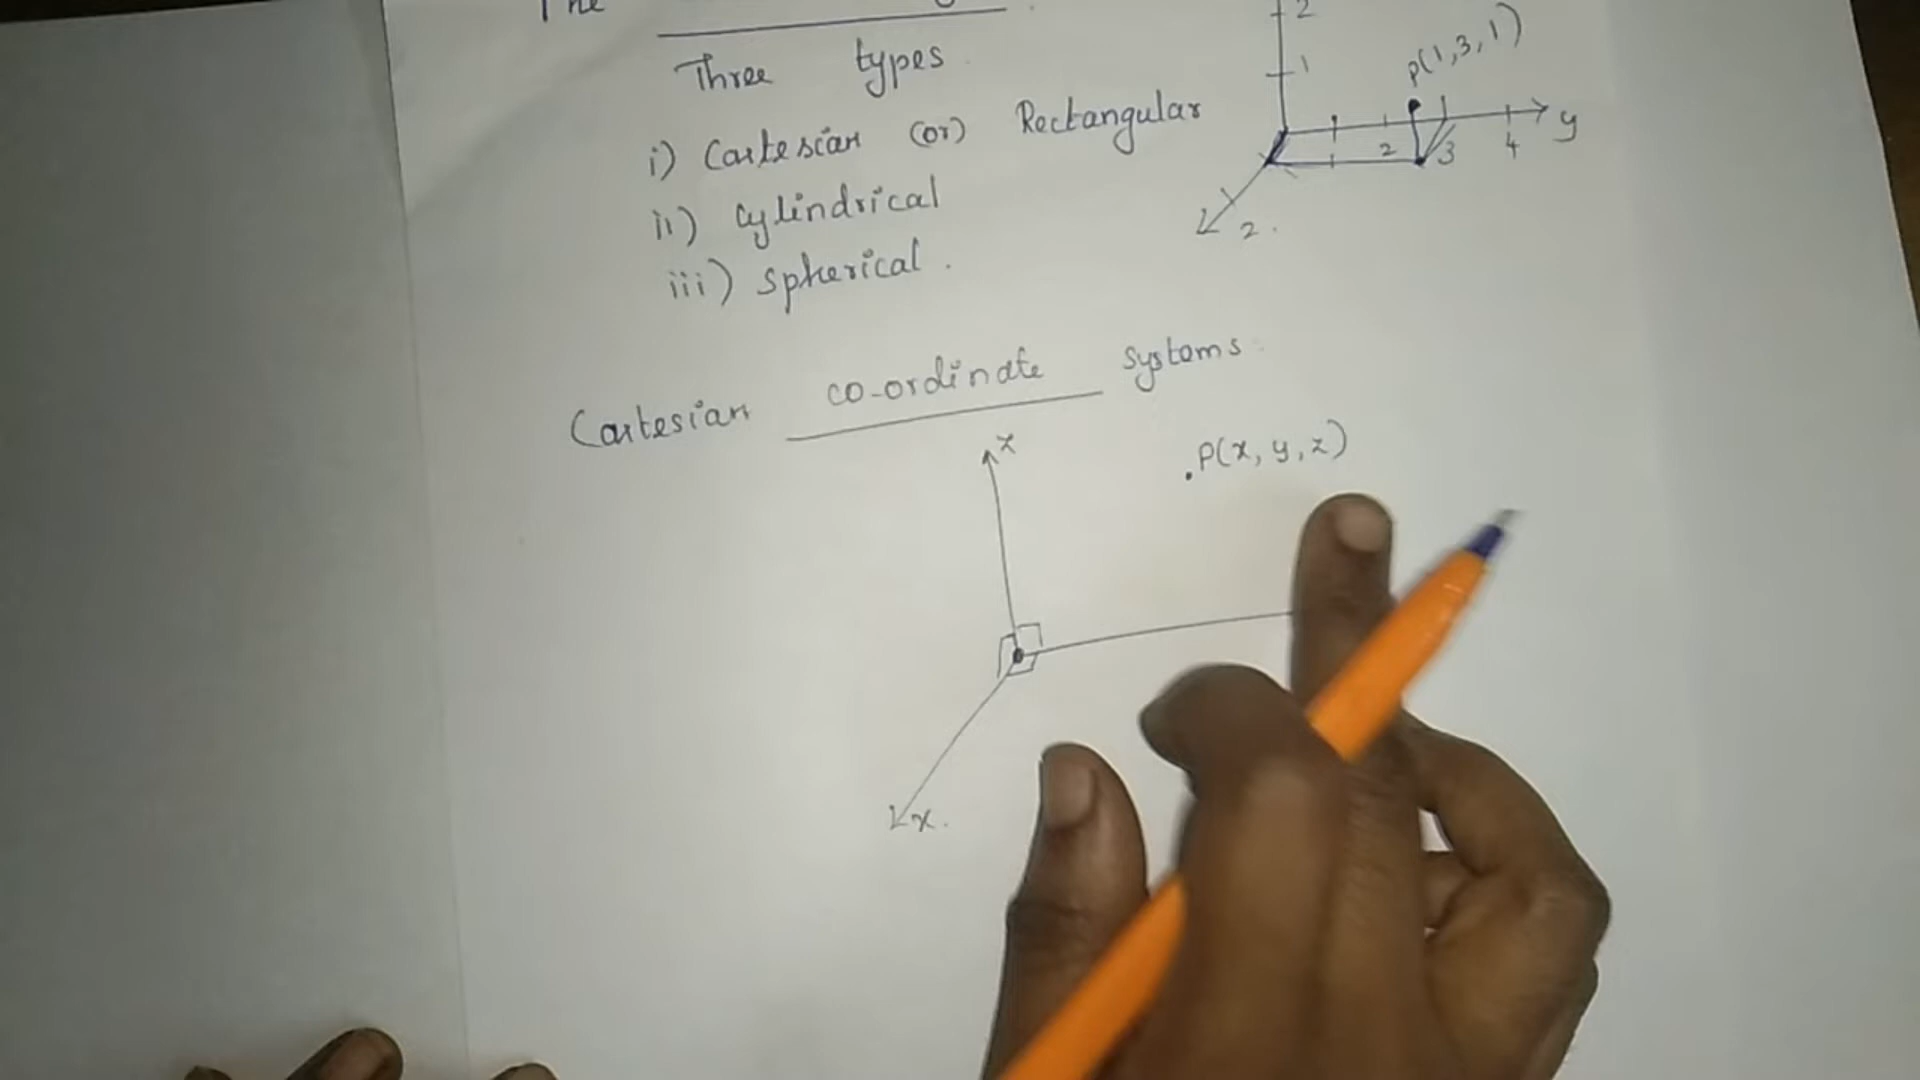 The
Three types
i) Cartesian (or) Rectangular
ii) cylindrical
iii) spherical.
2
1
P(1,3,1)
y
2 3 4
2.
Cartesian co-ordinate systems
z
P(x, y, z)
x.